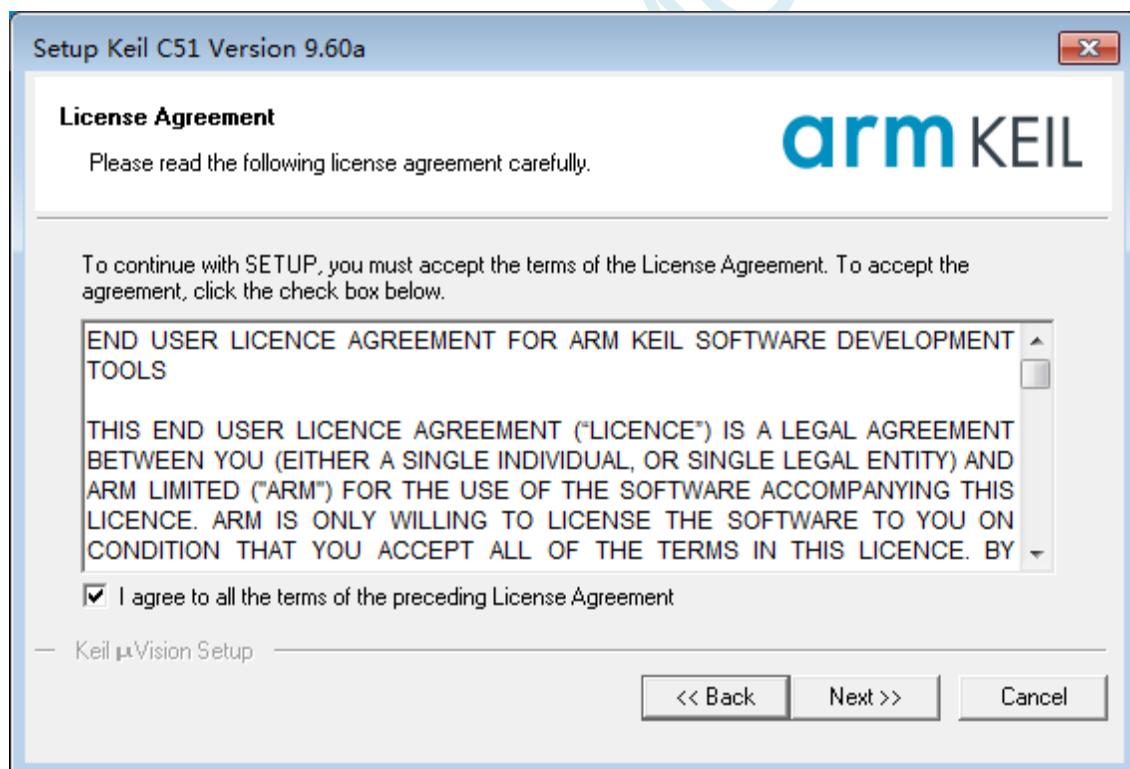 Setup Keil C51 Version 9.60a
License Agreement
Please read the following license agreement carefully.
arm KEIL
To continue with SETUP, you must accept the terms of the License Agreement. To accept the
agreement, click the check box below.
END USER LICENCE AGREEMENT FOR ARM KEIL SOFTWARE DEVELOPMENT
TOOLS
THIS END USER LICENCE AGREEMENT (“LICENCE”) IS A LEGAL AGREEMENT
BETWEEN YOU (EITHER A SINGLE INDIVIDUAL, OR SINGLE LEGAL ENTITY) AND
ARM LIMITED ("ARM") FOR THE USE OF THE SOFTWARE ACCOMPANYING THIS
LICENCE. ARM IS ONLY WILLING TO LICENSE THE SOFTWARE TO YOU ON
CONDITION THAT YOU ACCEPT ALL OF THE TERMS IN THIS LICENCE. BY
I agree to all the terms of the preceding License Agreement
Keil µVision Setup
<< Back Next >> Cancel